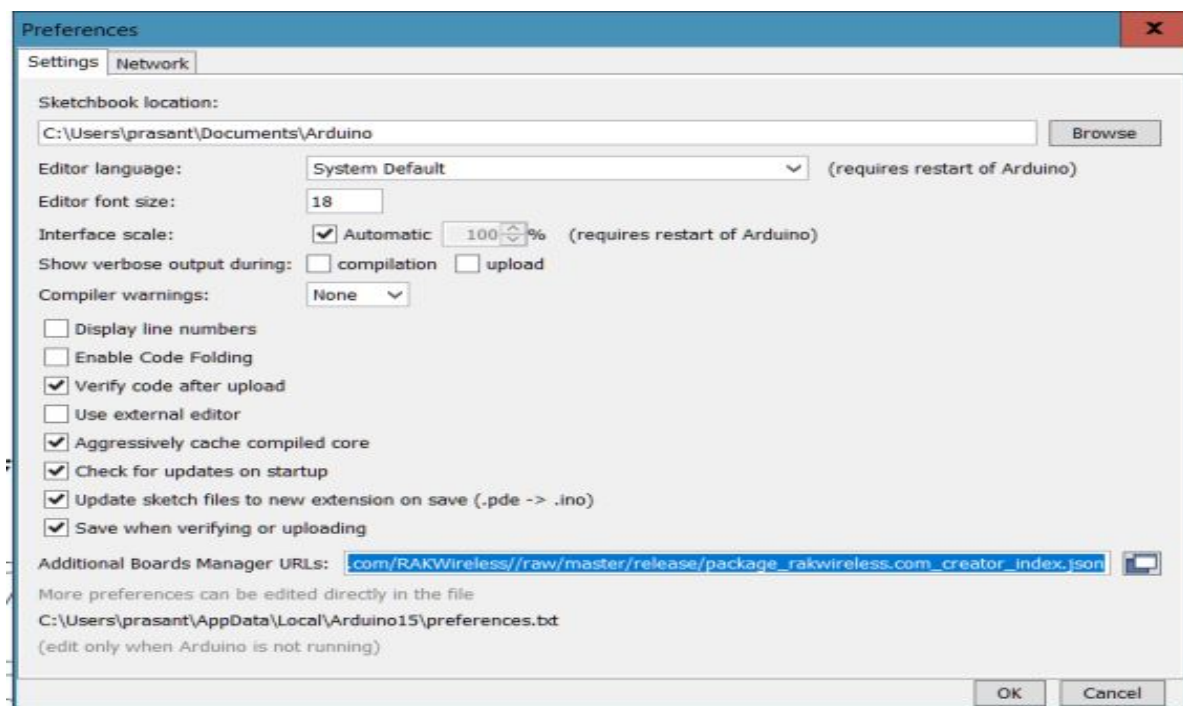 Preferences
Settings Network
Sketchbook location:
C:\Users\prasant\Documents\Arduino Browse
Editor language: System Default (requires restart of Arduino)
Editor font size: 18
Interface scale: Automatic 100 % (requires restart of Arduino)
Show verbose output during: compilation upload
Compiler warnings: None
Display line numbers
Enable Code Folding
Verify code after upload
Use external editor
Aggressively cache compiled core
Check for updates on startup
Update sketch files to new extension on save (.pde -> .ino)
Save when verifying or uploading
Additional Boards Manager URLs: .com/RAKWireless//raw/master/release/package_rakwireless.com_creator_index.json
More preferences can be edited directly in the file
C:\Users\prasant\AppData\Local\Arduino15\preferences.txt
(edit only when Arduino is not running)
OK Cancel